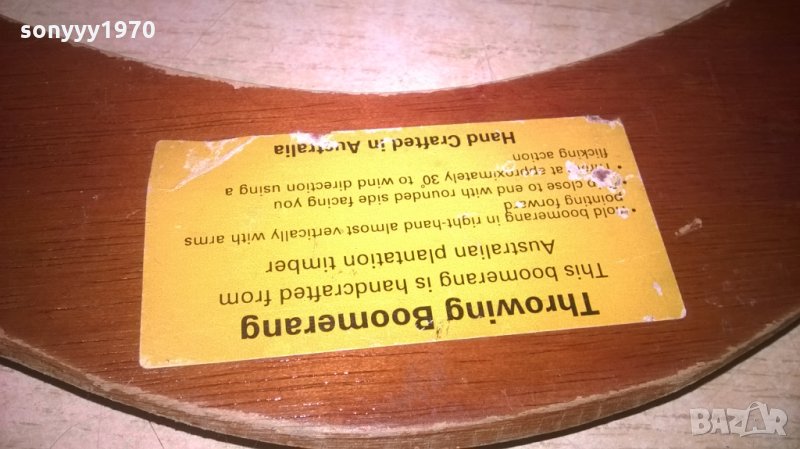 sonyyy1970
Throwing Boomerang
This boomerang is handcrafted from
Australian plantation timber
• Hold boomerang in right-hand almost vertically with arms
pointing forward
close to end with rounded side facing you
at approximately 30° to wind direction using a
flicking action
Hand Crafted in Australia
BAZAR